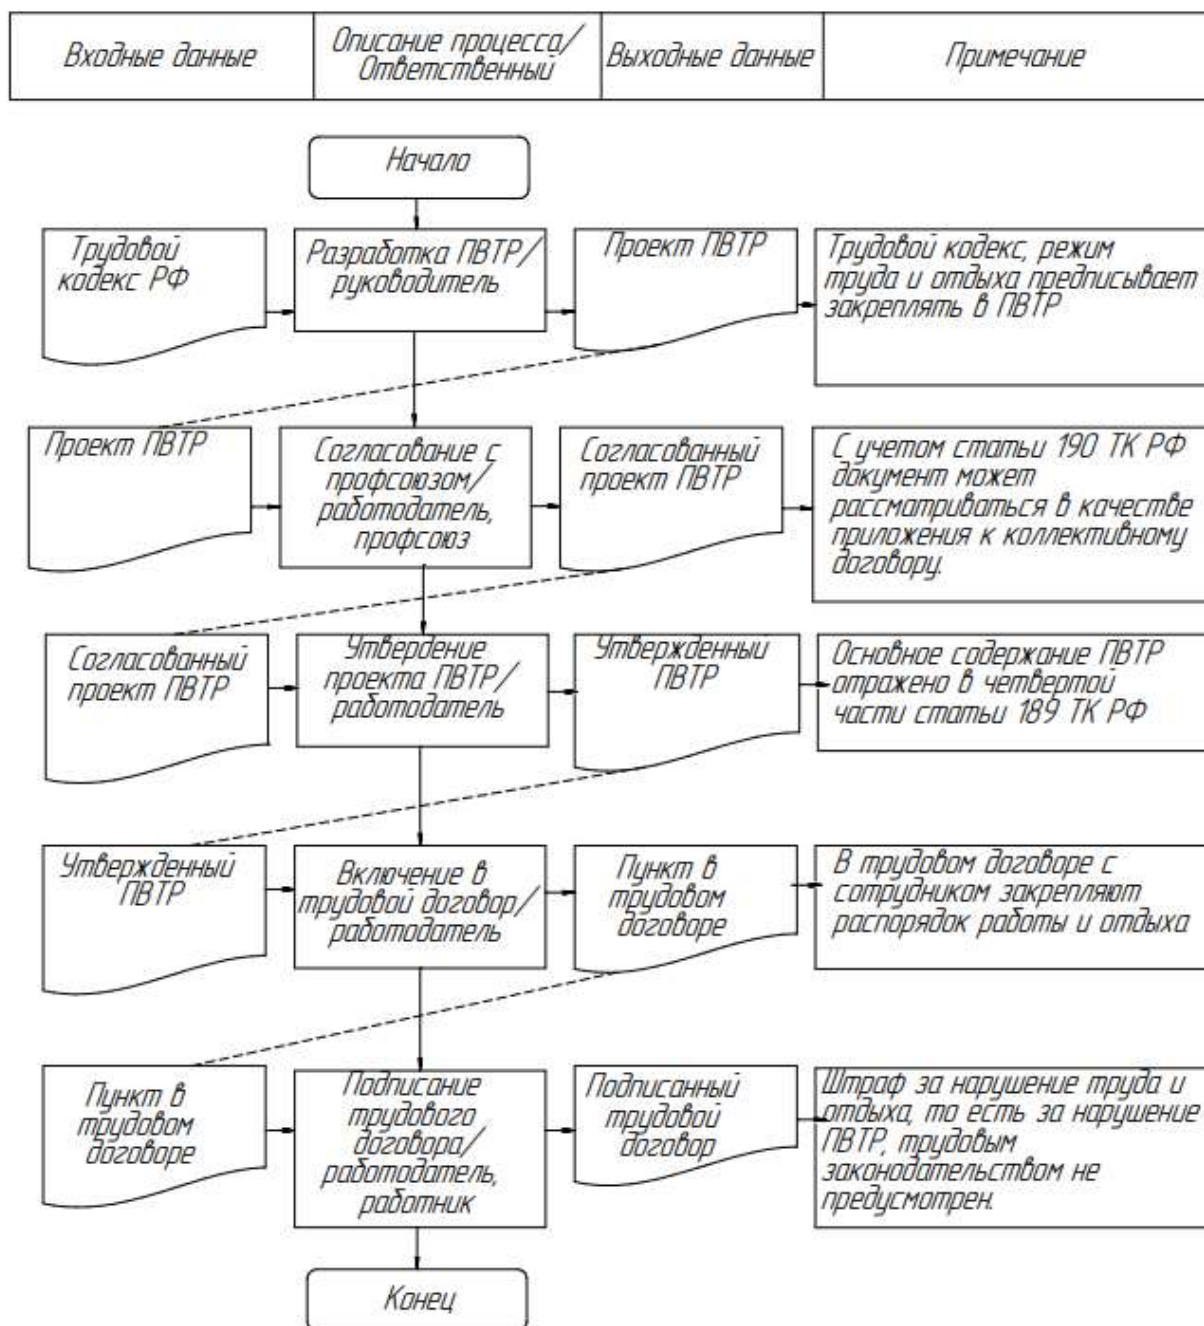 Входные данные
Описание процесса/
Ответственный
Выходные данные
Примечание
Начало
Трудовой
кодекс РФ
Разработка ПВТР/
руководитель
Проект ПВТР
Трудовой кодекс, режим
труда и отдыха предписывает
закреплять в ПВТР
Проект ПВТР
Согласование с
профсоюзом/
работодатель,
профсоюз
Согласованный
проект ПВТР
С учетом статьи 190 ТК РФ
документ может
рассматриваться в качестве
приложения к коллективному
договору.
Согласованный
проект ПВТР
Утвердение
проекта ПВТР/
работодатель
Утвержденный
ПВТР
Основное содержание ПВТР
отражено в четвертой
части статьи 189 ТК РФ
Утвержденный
ПВТР
Включение в
трудовой договор/
работодатель
Пункт в
трудовом
договоре
В трудовом договоре с
сотрудником закрепляют
распорядок работы и отдыха
Пункт в
трудовом
договоре
Подписание
трудового
договора/
работодатель,
работник
Подписанный
трудовой
договор
Штраф за нарушение труда и
отдыха, то есть за нарушение
ПВТР, трудовым
законодательством не
предусмотрен.
Конец